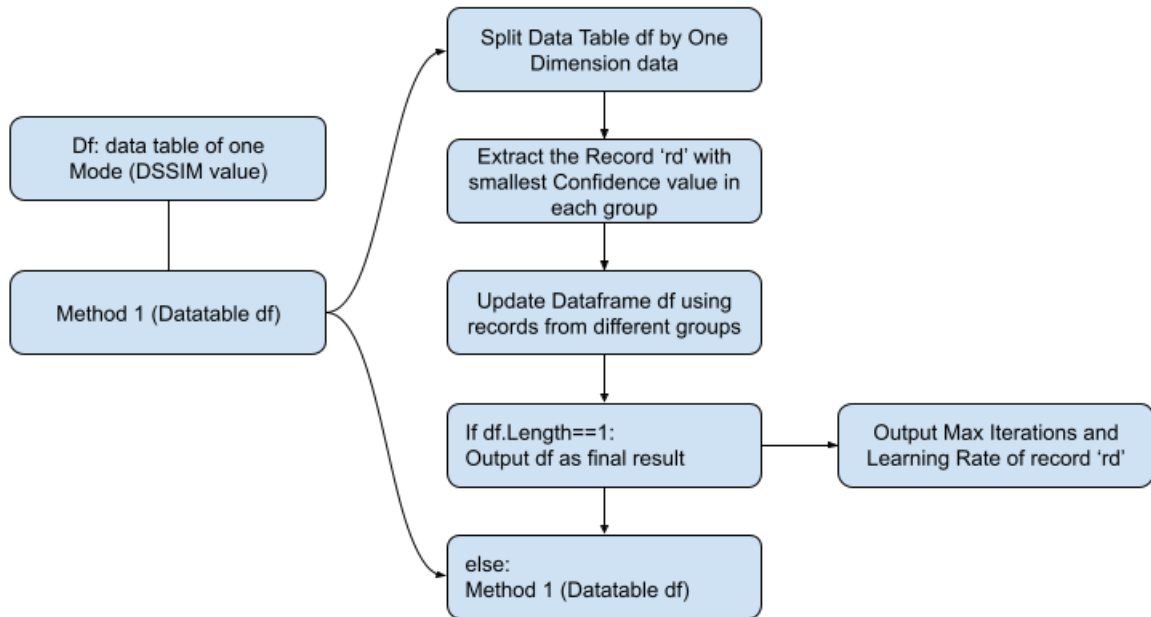 Df: data table of one
Mode (DSSIM value)
Method 1 (Datatable df)
Split Data Table df by One
Dimension data
Extract the Record ‘rd’ with
smallest Confidence value in
each group
Update Dataframe df using
records from different groups
If df.Length==1:
Output df as final result
Output Max Iterations and
Learning Rate of record ‘rd’
else:
Method 1 (Datatable df)